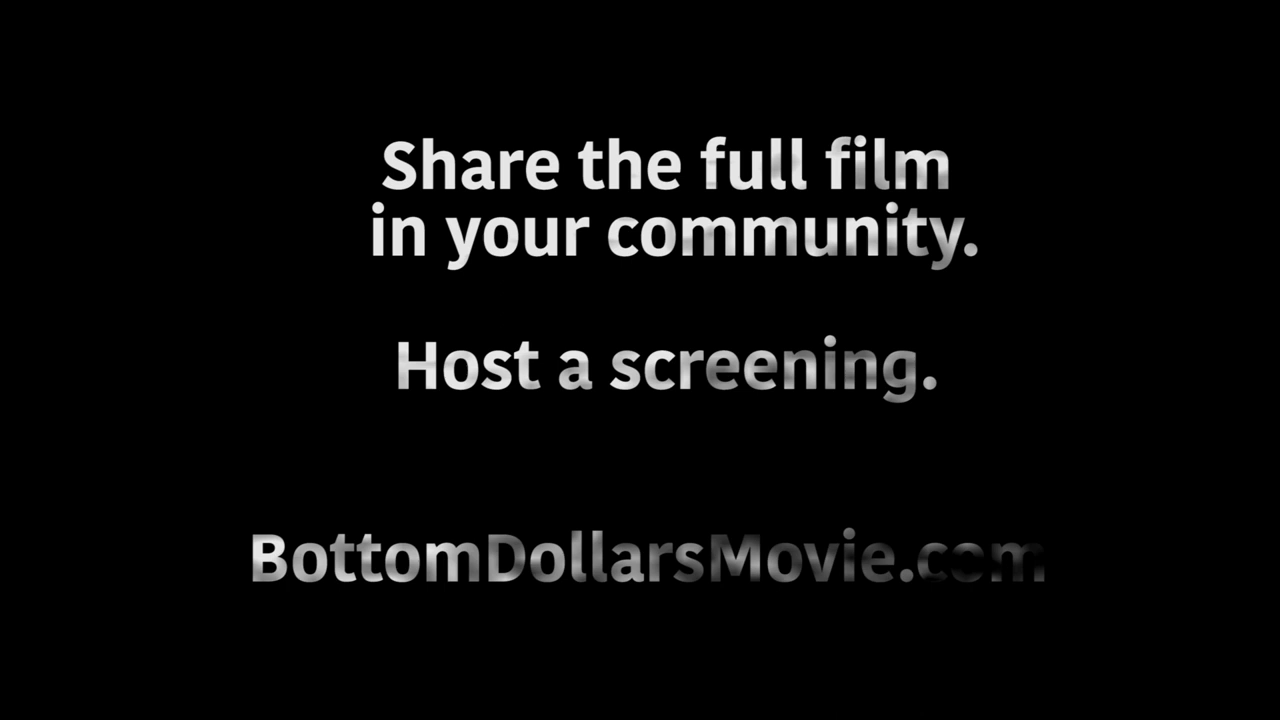 Share the full film
in your community.
Host a screening.
BottomDollarsMovie.com